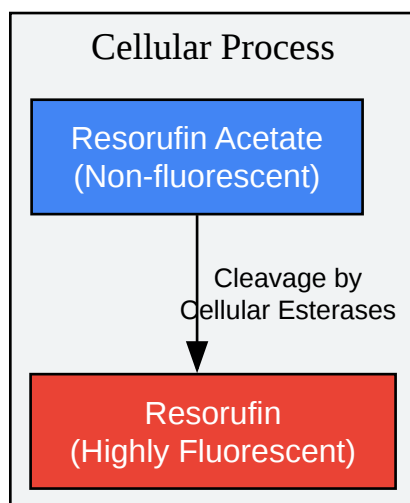 Cellular Process
Resorufin Acetate
(Non-fluorescent)
Cleavage by
Cellular Esterases
Resorufin
(Highly Fluorescent)